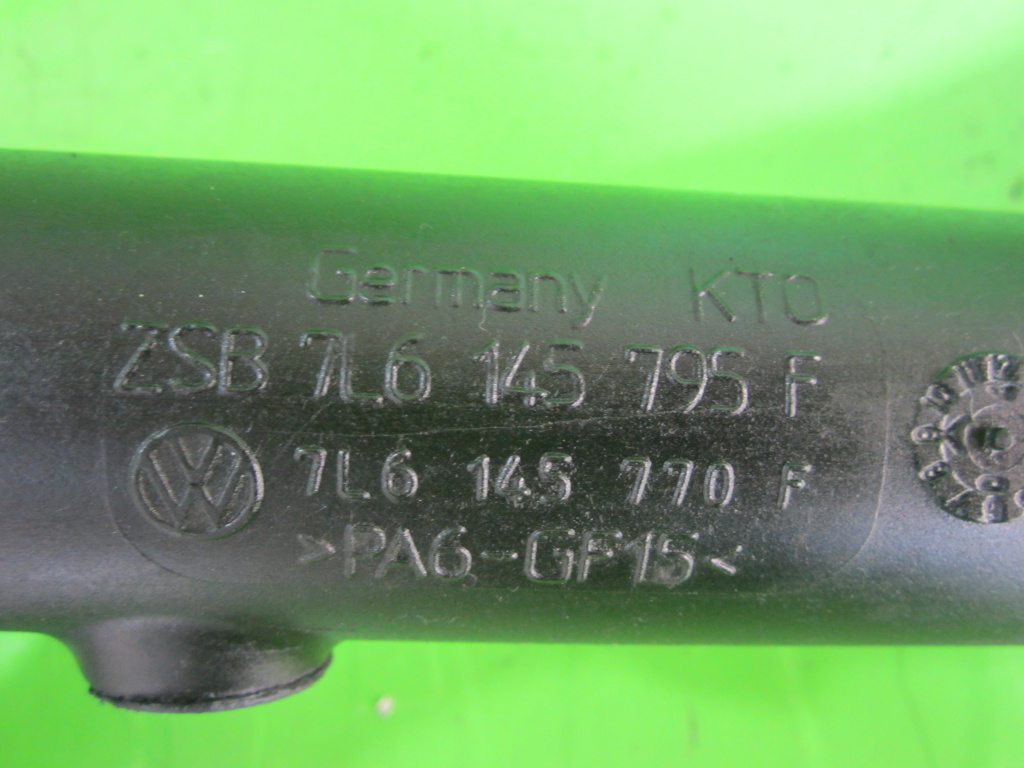 Germany KTO
ZSB 7L6 145 795 F
7L6 145 770 F
>PA6-GF15<